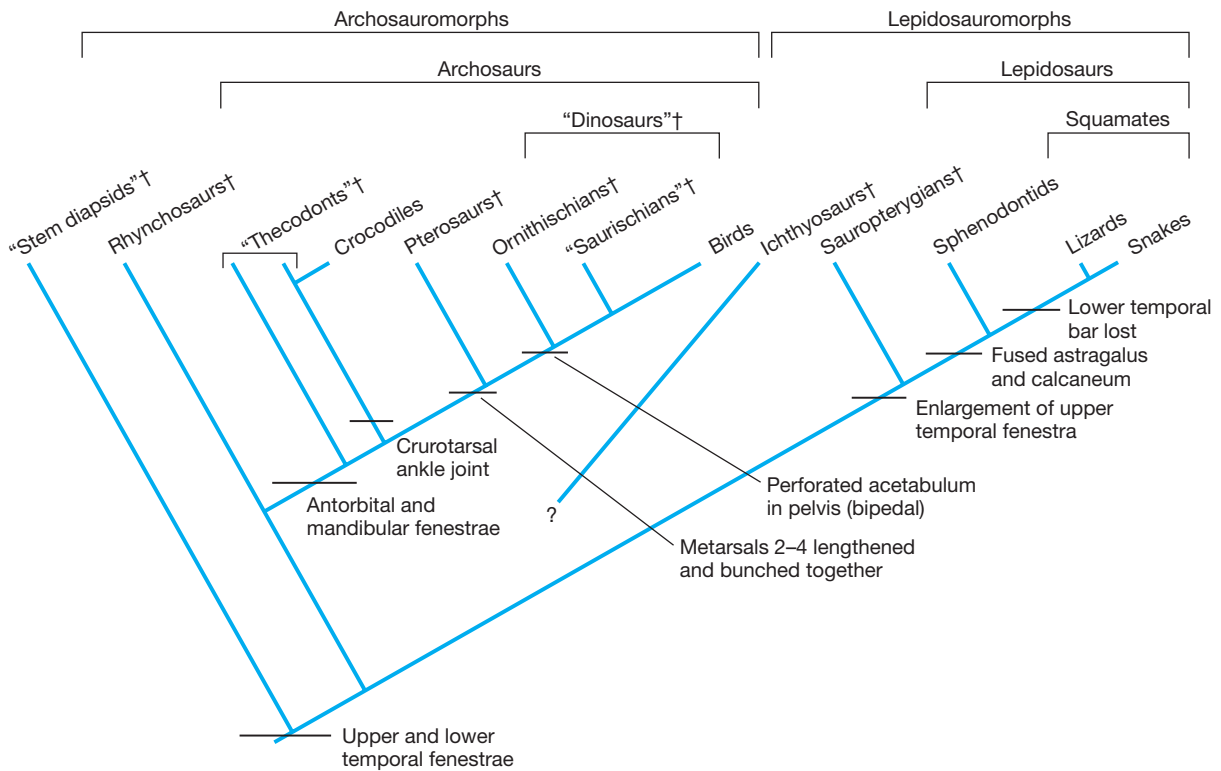 Archosauromorphs
Lepidosauromorphs
Archosaurs
Lepidosaurs
"Dinosaurs"†
Squamates
"Stem diapsids"†
Rhynchosaurs†
"Thecodonts"†
Crocodiles
Pterosaurs†
Ornithischians†
"Saurischians"†
Birds
Ichthyosaurs†
Sauropterygians†
Sphenodontids
Lizards
Snakes
Lower temporal
bar lost
Fused astragalus
and calcaneum
Enlargement of upper
temporal fenestra
Crurotarsal
ankle joint
Perforated acetabulum
in pelvis (bipedal)
Antorbital and
mandibular fenestrae
?
Metarsals 2–4 lengthened
and bunched together
Upper and lower
temporal fenestrae